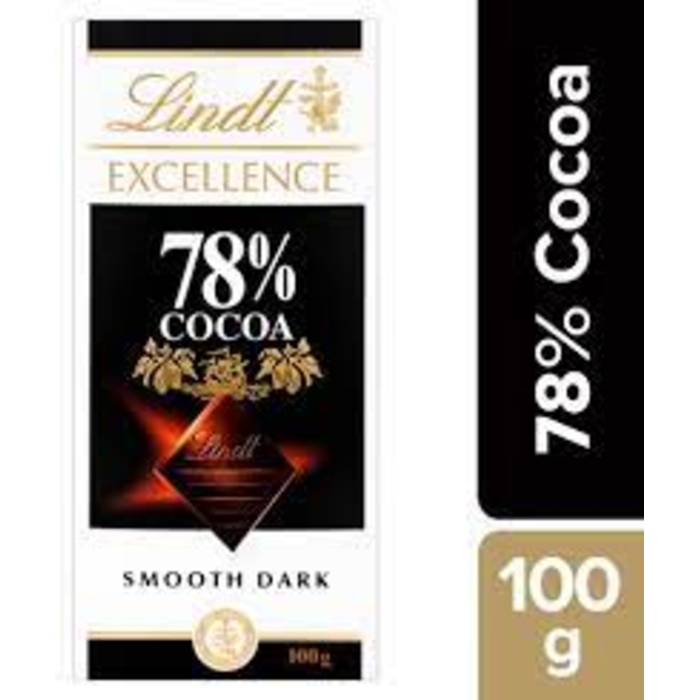 Lindt
EXCELLENCE
78%
COCOA
Lindt
SMOOTH DARK
100g
78% Cocoa
100
g